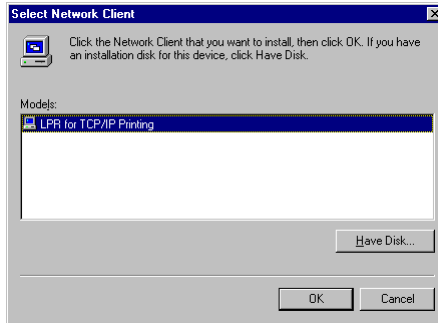 Select Network Client
Click the Network Client that you want to install, then click OK. If you have
an installation disk for this device, click Have Disk.
Models:
LPR for TCP/IP Printing
Have Disk...
OK Cancel